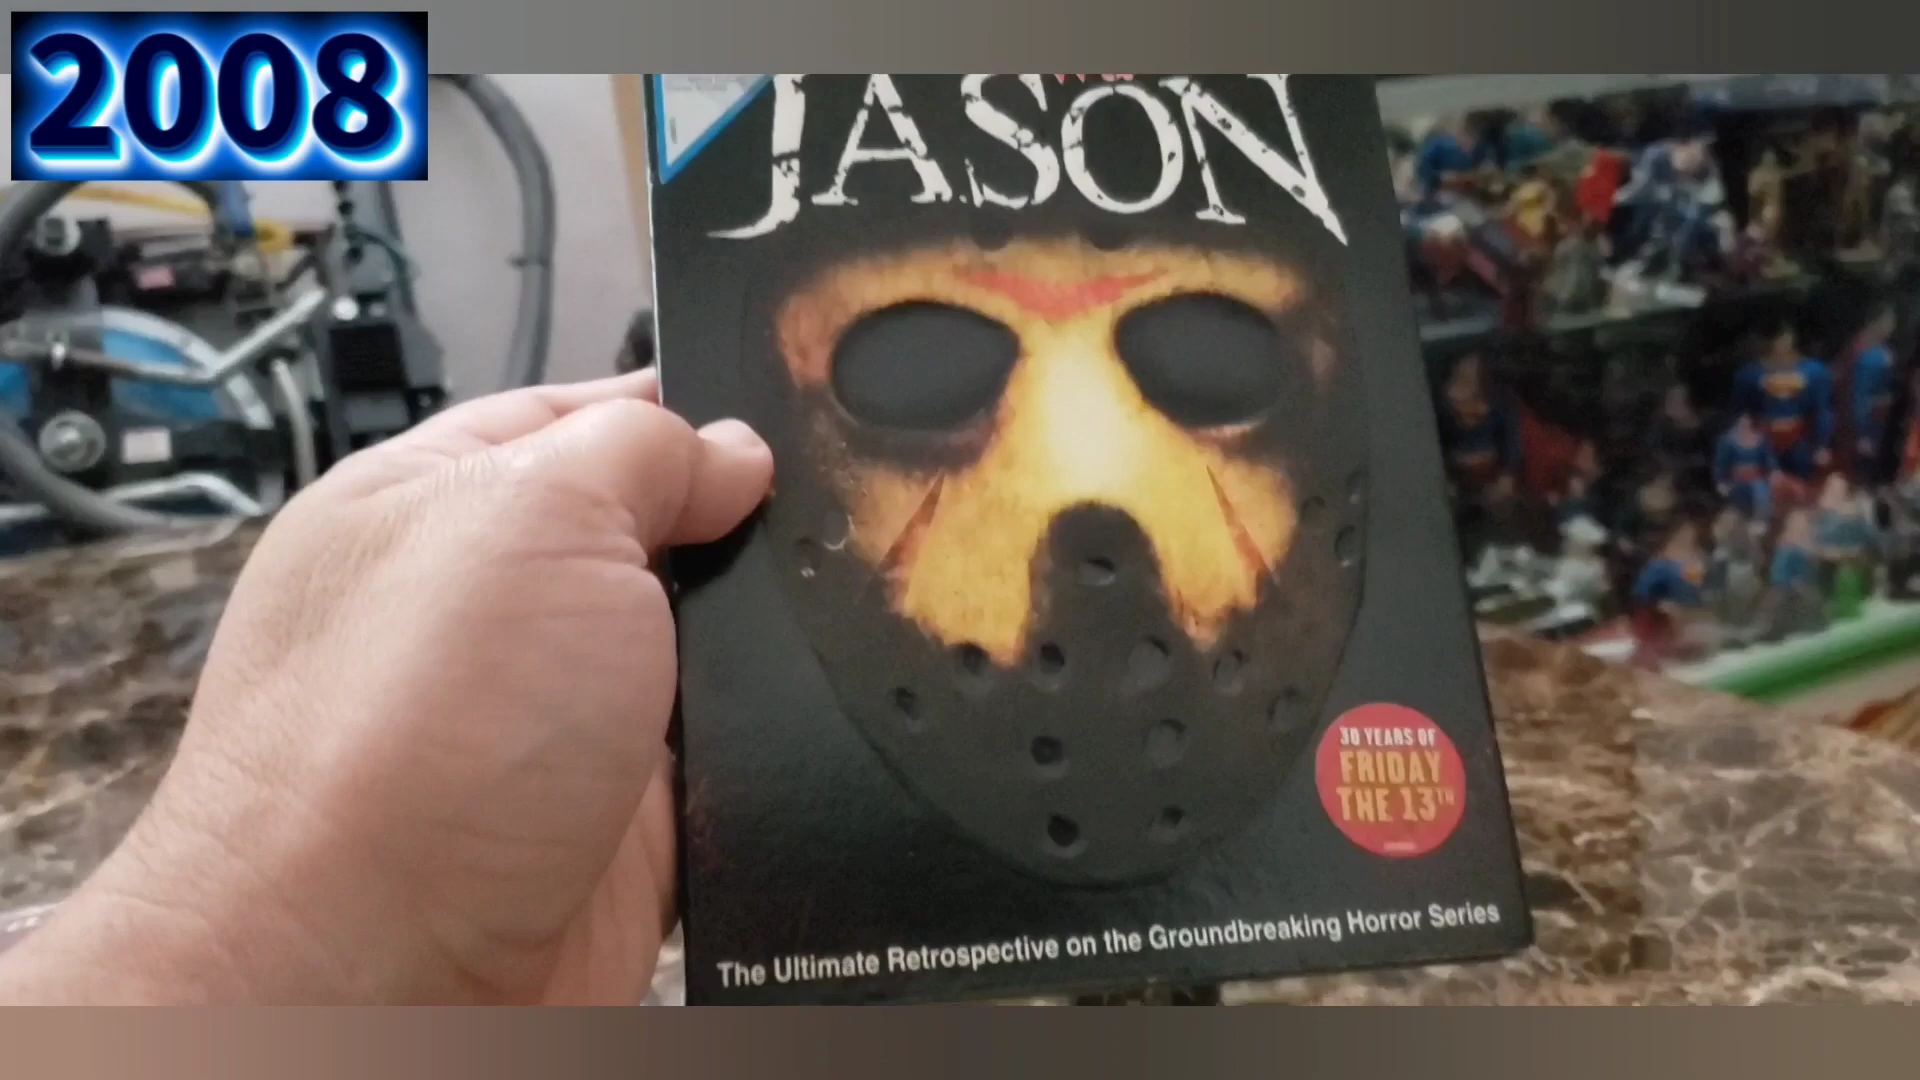 2008
JASON
30 YEARS OF
FRIDAY
THE 13TH
The Ultimate Retrospective on the Groundbreaking Horror Series